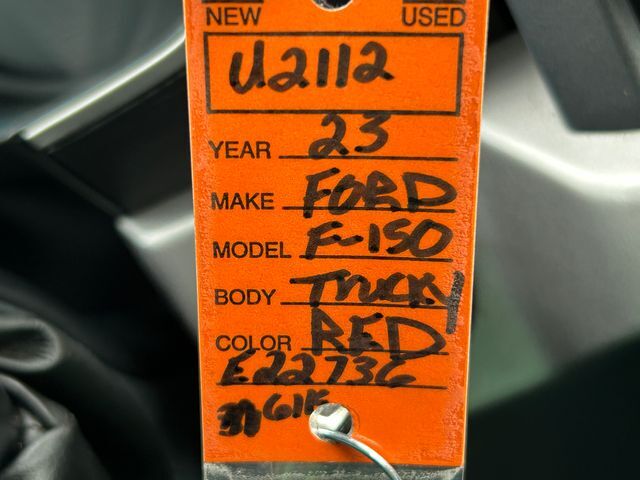 NEW USED
U2112
YEAR 23
MAKE FORD
MODEL F-150
BODY TRUCK
COLOR RED
E22736